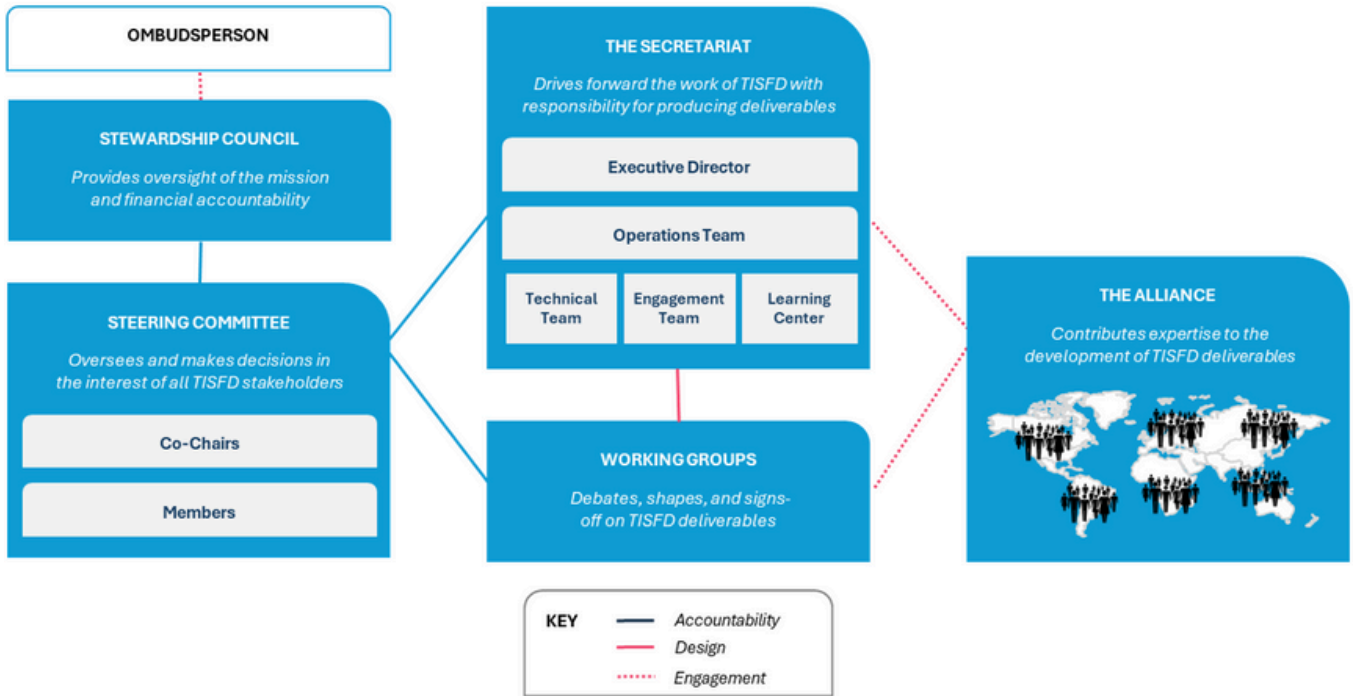 OMBUDSPERSON
STEWARDSHIP COUNCIL
Provides oversight of the mission
and financial accountability
STEERING COMMITTEE
Oversees and makes decisions in
the interest of all TISFD stakeholders
Co-Chairs
Members
THE SECRETARIAT
Drives forward the work of TISFD with
responsibility for producing deliverables
Executive Director
Operations Team
Technical
Team
Engagement
Team
Learning
Center
WORKING GROUPS
Debates, shapes, and signs-
off on TISFD deliverables
THE ALLIANCE
Contributes expertise to the
development of TISFD deliverables
KEY
Accountability
Design
Engagement